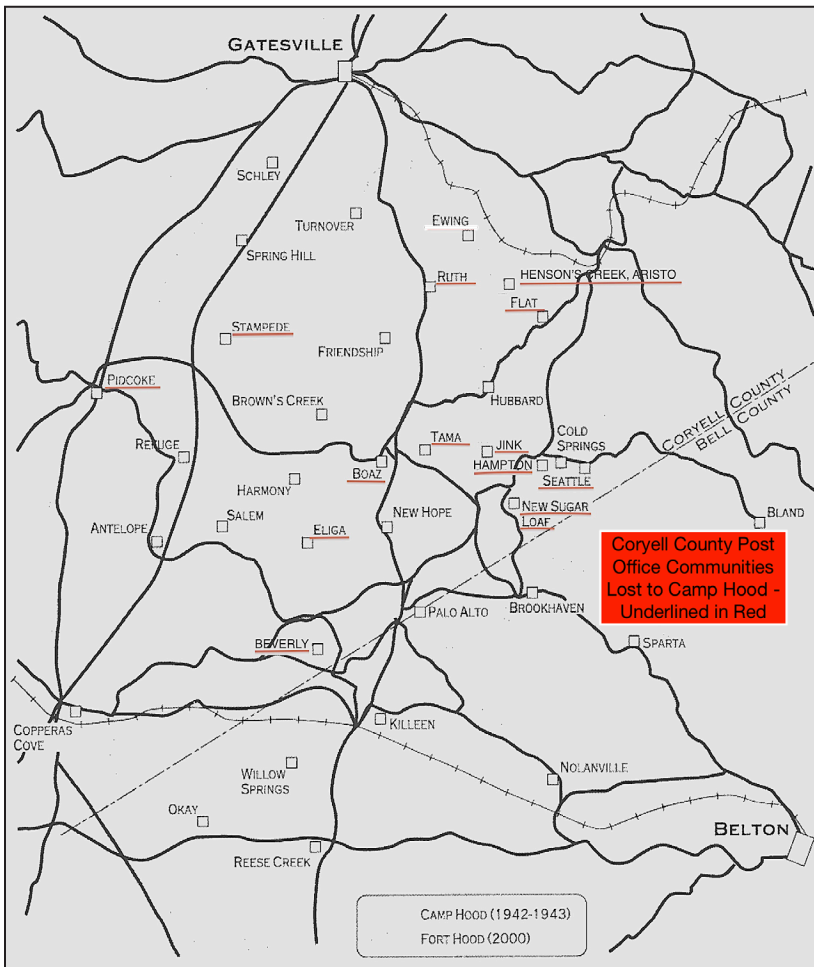 GATESVILLE
SCHLEY
TURNOVER
EWING
SPRING HILL
RUTH
HENSON'S CREEK, ARISTO
FLAT
STAMPEDE
FRIENDSHIP
PIDCOKE
HUBBARD
BROWN'S CREEK
CORYELL COUNTY
BELL COUNTY
REFUGE
TAMA
JINK
COLD
SPRINGS
HAMPTON
BOAZ
SEATTLE
HARMONY
NEW SUGAR
LOAF
BLAND
ANTELOPE
SALEM
ELIGA
NEW HOPE
Coryell County Post
Office Communities
Lost to Camp Hood -
Underlined in Red
PALO ALTO
BROOKHAVEN
BEVERLY
SPARTA
COPPERAS
COVE
KILLEEN
WILLOW
SPRINGS
NOLANVILLE
OKAY
BELTON
REESE CREEK
CAMP HOOD (1942-1943)
FORT HOOD (2000)